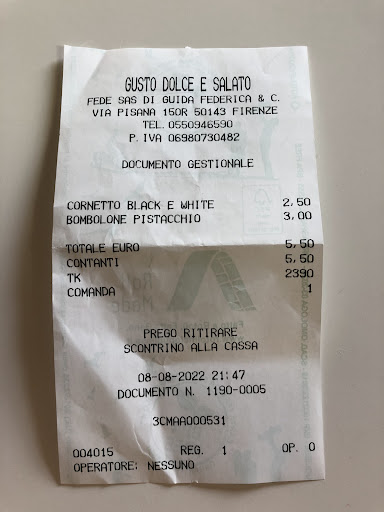 GUSTO DOLCE E SALATO
FEDE SAS DI GUIDA FEDERICA & C.
VIA PISANA 150R 50143 FIRENZE
TEL. 0550946590
P. IVA 06980730482
DOCUMENTO GESTIONALE
CORNETTO BLACK E WHITE 2,50
BOMBOLONE PISTACCHIO 3,00
TOTALE EURO 5,50
CONTANTI 5,50
TK 2390
COMANDA 1
PREGO RITIRARE
SCONTRINO ALLA CASSA
08-08-2022 21:47
DOCUMENTO N. 1190-0005
3CMAA000531
004015 REG. 1 OP. 0
OPERATORE: NESSUNO